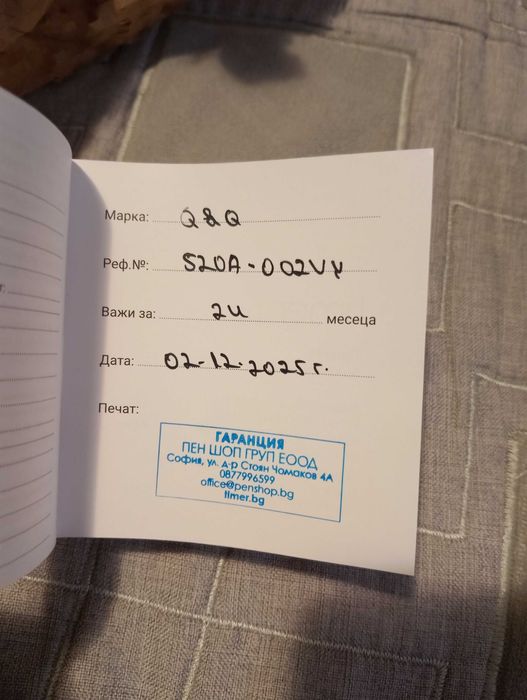 Марка: Q&Q
Реф.№: S20A-002VY
Важи за: 24 месеца
Дата: 02-12-2025г.
Печат:
ГАРАНЦИЯ
ПЕН ШОП ГРУП ЕООД
София, ул. д-р Стоян Чомаков 4А
0877996599
office@penshop.bg
timer.bg